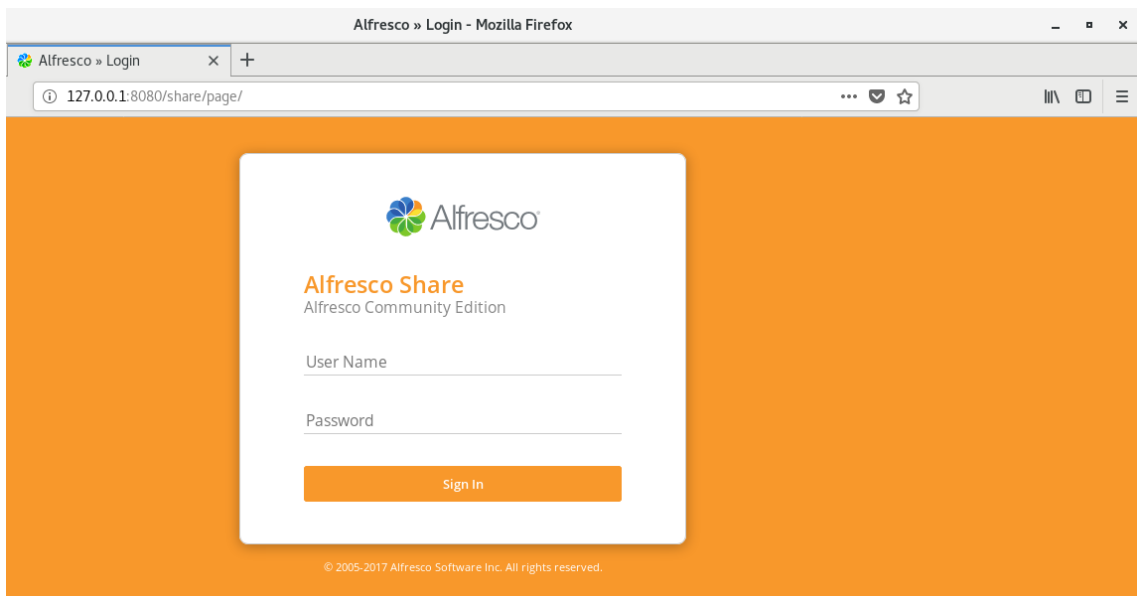 Alfresco » Login - Mozilla Firefox
Alfresco » Login
127.0.0.1:8080/share/page/
Alfresco
Alfresco Share
Alfresco Community Edition
User Name
Password
Sign In
© 2005-2017 Alfresco Software Inc. All rights reserved.